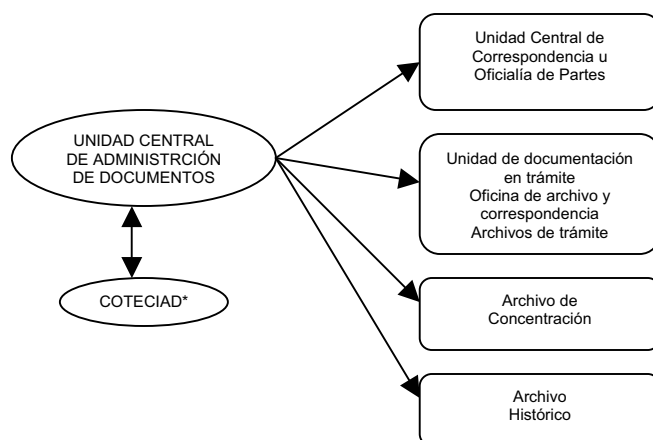 Unidad Central de
Correspondencia u
Oficialía de Partes
UNIDAD CENTRAL
DE ADMINISTRCIÓN
DE DOCUMENTOS
Unidad de documentación
en trámite
Oficina de archivo y
correspondencia
Archivos de trámite
COTECIAD*
Archivo de
Concentración
Archivo
Histórico